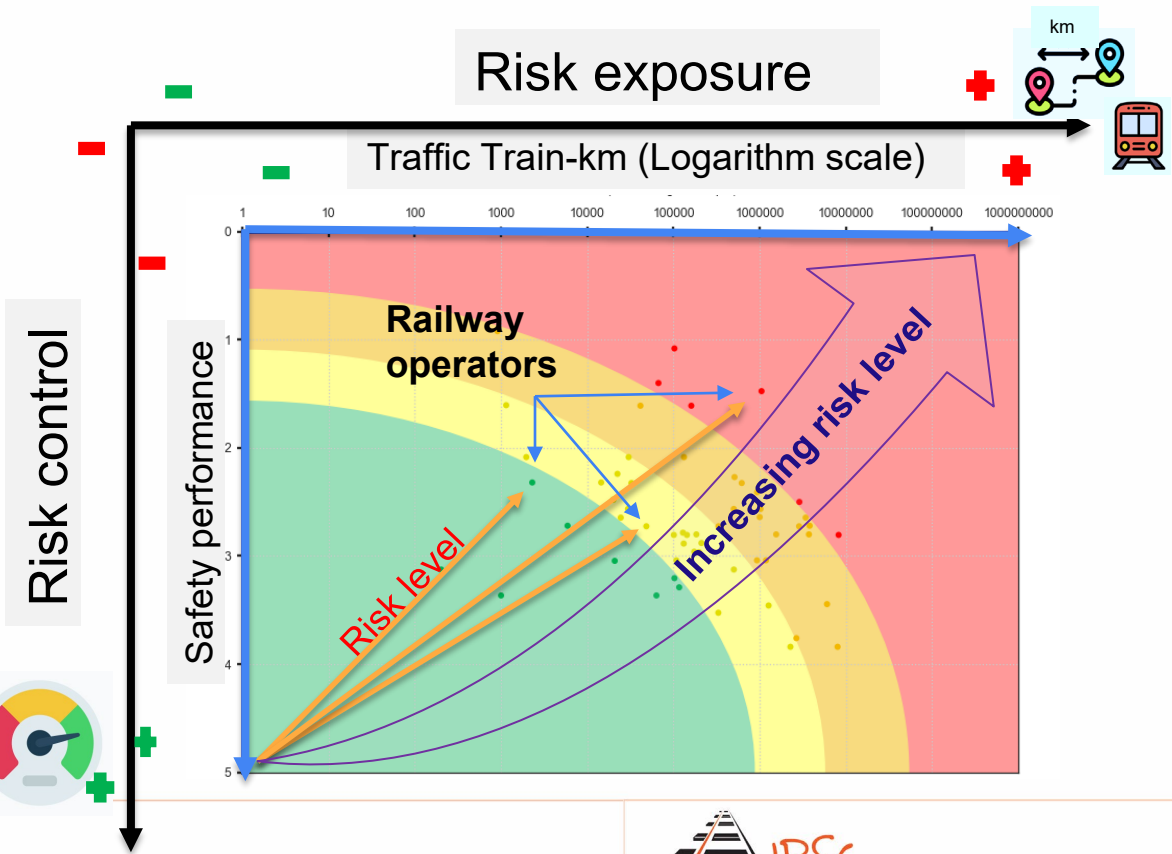 km
Risk exposure
Traffic Train-km (Logarithm scale)
1 10 100 1000 10000 100000 1000000 10000000 100000000 1000000000
0
1
2
3
4
5
Risk control
Safety performance
Railway
operators
Risk level
Increasing risk level